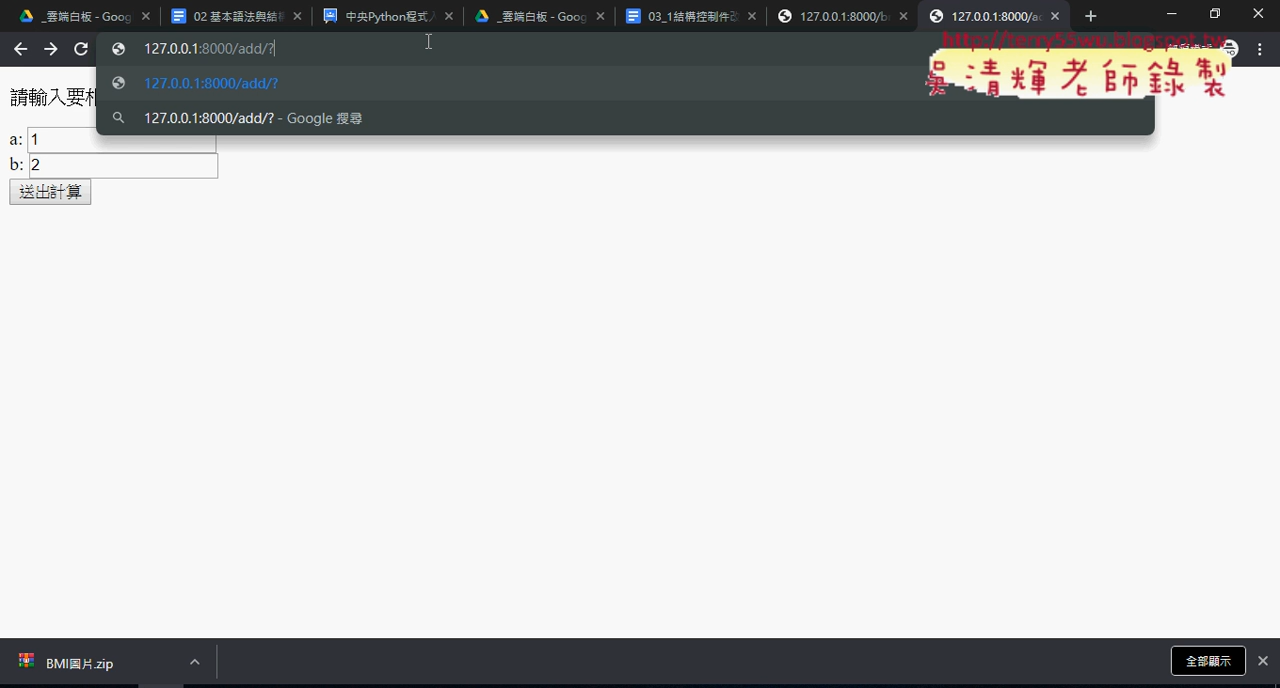 _雲端白板 - Goog
02 基本語法與結
中央Python程式
_雲端白板 - Goog
03_1結構控制件改
127.0.0.1:8000/b
127.0.0.1:8000/ac
127.0.0.1:8000/add/?
http://terry55wu.blogspot.tw
吳清輝老師錄製
127.0.0.1:8000/add/?
127.0.0.1:8000/add/? - Google 搜尋
請輸入要
a: 1
b: 2
送出計算
BMI圖片.zip
全部顯示